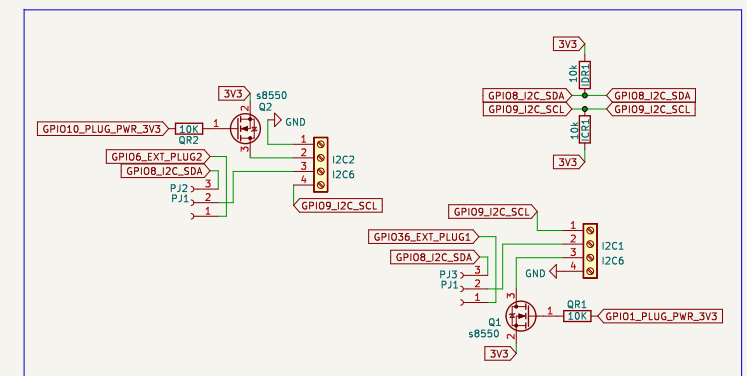 3V3
10k
IDR1
GPIO8_I2C_SDA
GPIO8_I2C_SDA
GPIO9_I2C_SCL
GPIO9_I2C_SCL
10k
ICR1
3V3
3V3
s8550
Q2
2
GPIO10_PLUG_PWR_3V3
10K
QR2
1
3
GND
1
2
3
4
I2C2
I2C6
GPIO6_EXT_PLUG2
GPIO8_I2C_SDA
PJ2
PJ1
3
2
1
GPIO9_I2C_SCL
GPIO9_I2C_SCL
GPIO36_EXT_PLUG1
GPIO8_I2C_SDA
PJ3
PJ1
3
2
1
1
2
3
4
I2C1
I2C6
GND
3
Q1
s8550
2
1
QR1
10K
GPIO1_PLUG_PWR_3V3
3V3